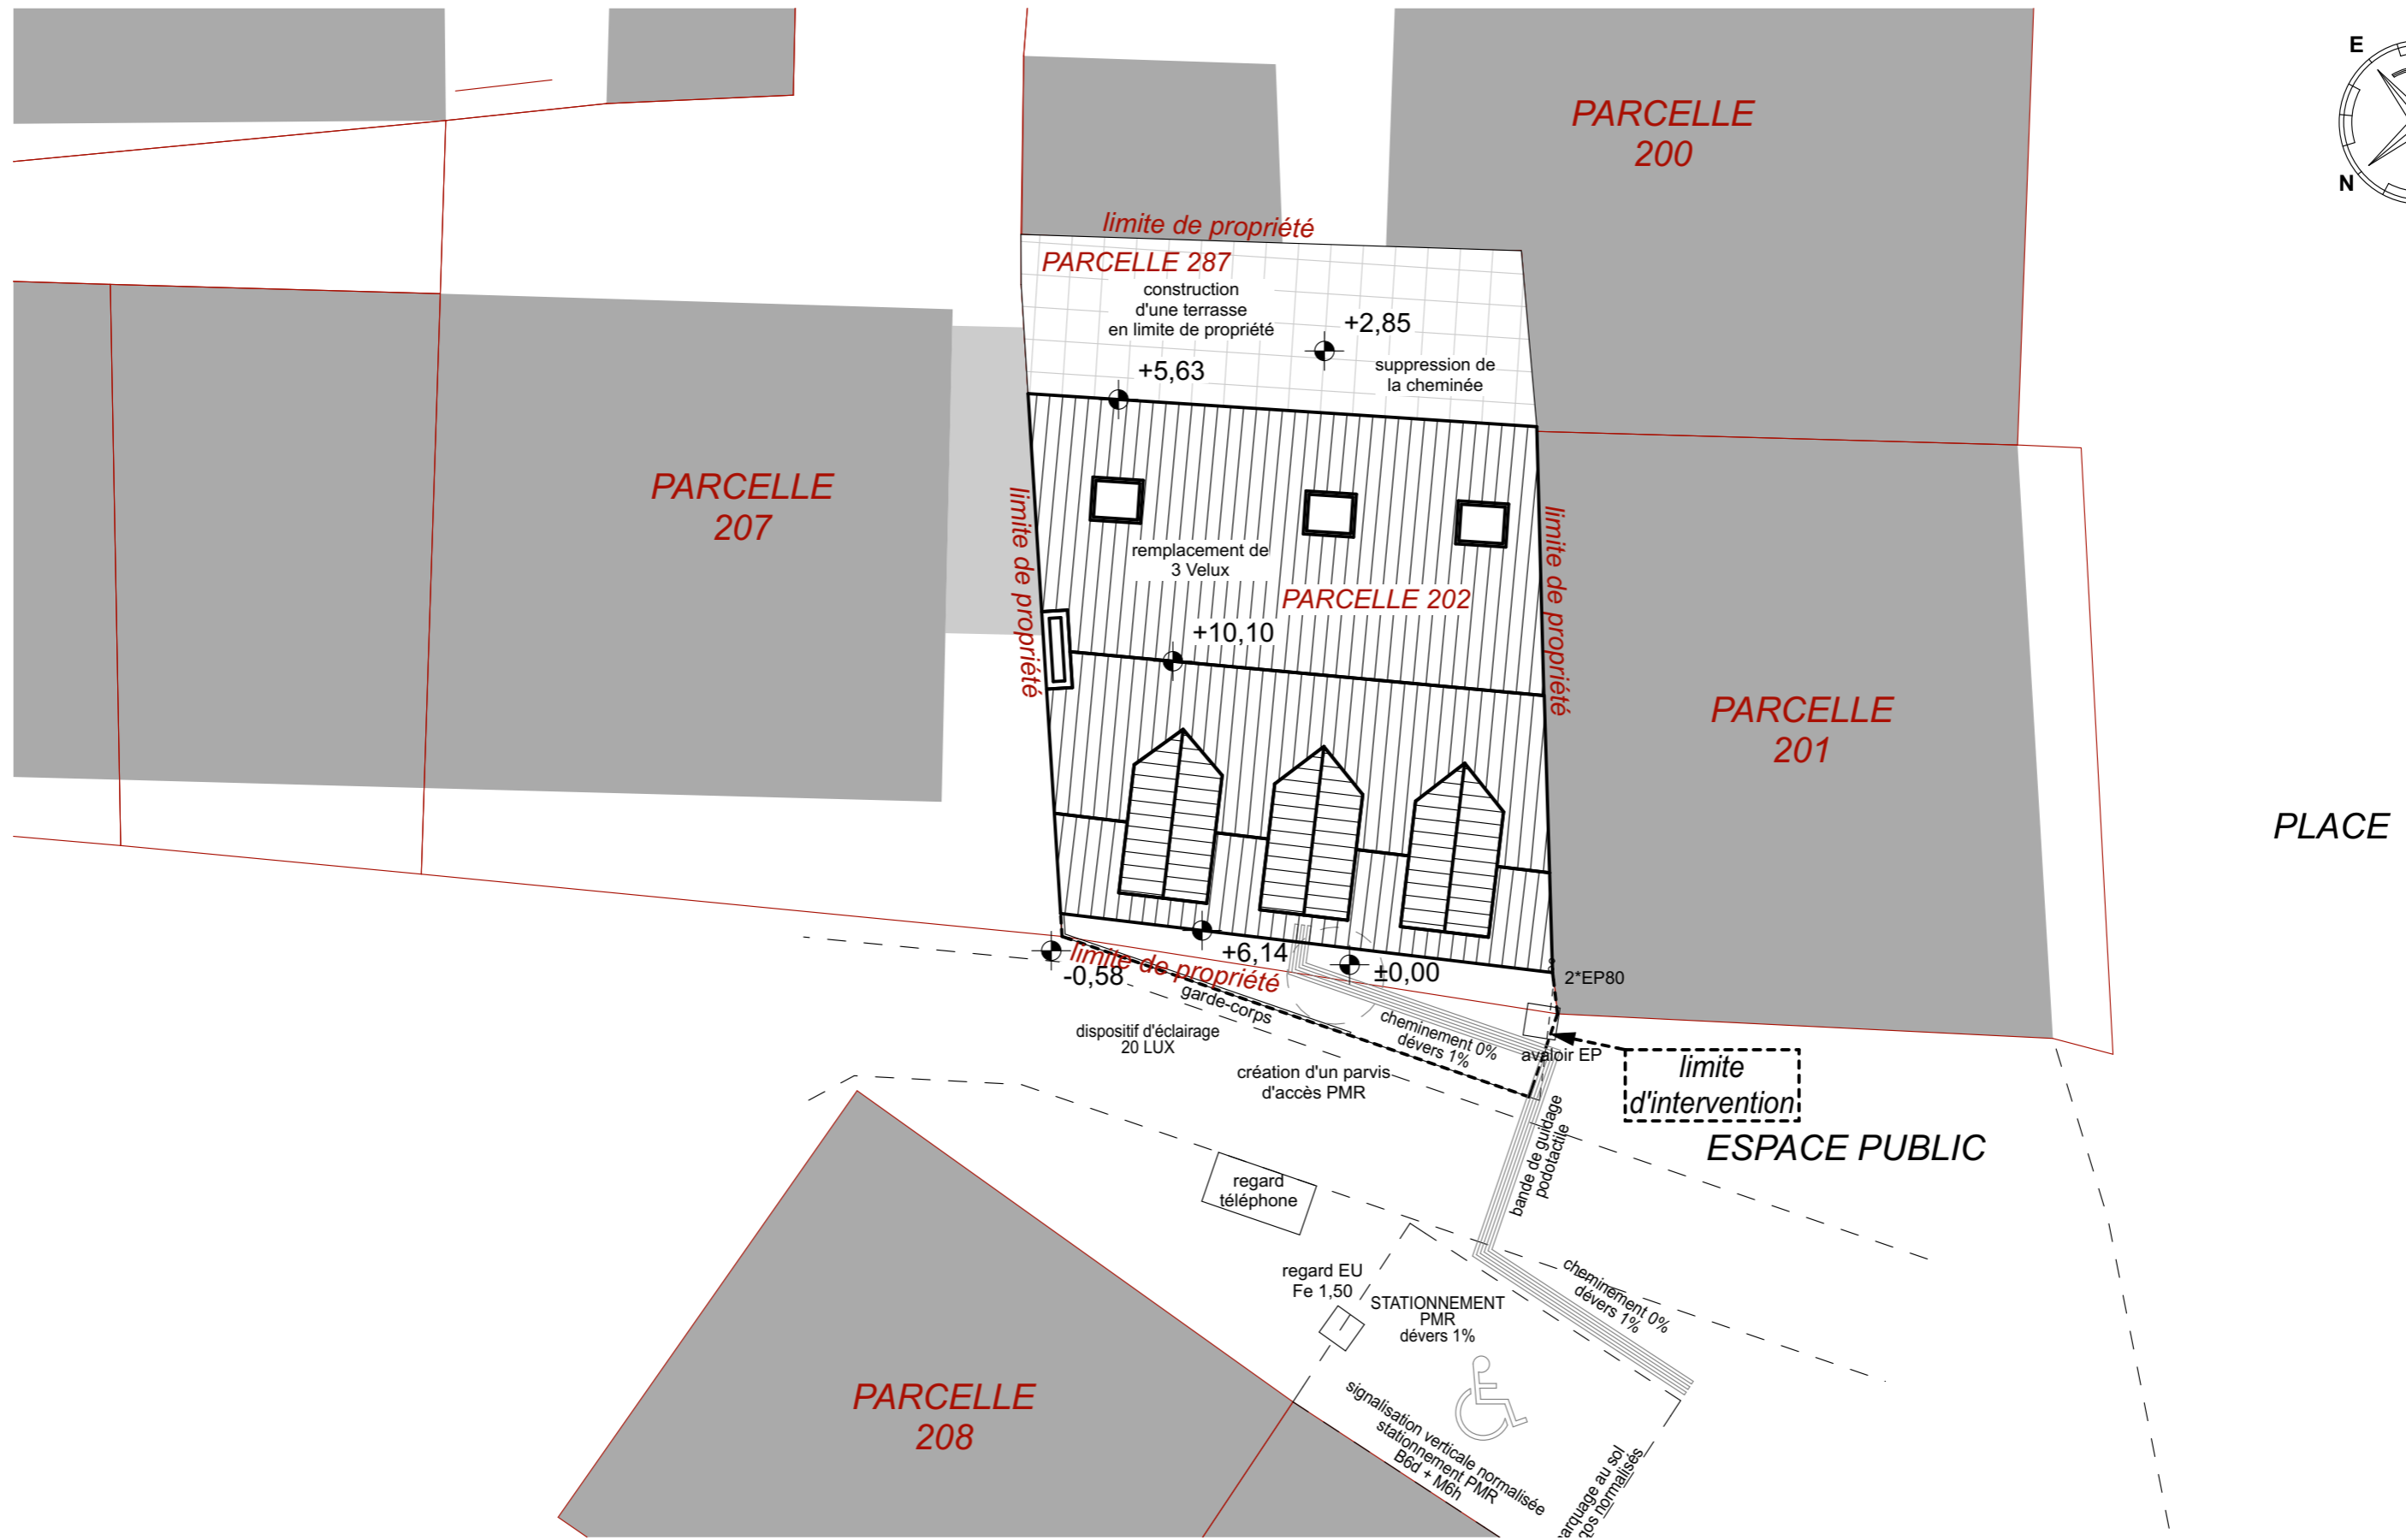 E
N
PARCELLE
200
limite de propriété
PARCELLE 287
construction
d'une terrasse
en limite de propriété
+2,85
+5,63
suppression de
la cheminée
PARCELLE
207
limite de propriété
remplacement de
3 Velux
PARCELLE 202
limite de propriété
+10,10
PARCELLE
201
PLACE
+6,14
-0,58
limite de propriété
±0,00
2*EP80
garde-corps
dispositif d'éclairage
20 LUX
cheminement 0%
dévers 1%
avaloir EP
limite
d'intervention
création d'un parvis
d'accès PMR
bande de guidage
podotactile
ESPACE PUBLIC
regard
téléphone
regard EU
Fe 1,50
STATIONNEMENT
PMR
dévers 1%
cheminement 0%
dévers 1%
PARCELLE
208
signalisation verticale normalisée
stationnement PMR
B6d + M6h
arquage au sol
normalisés